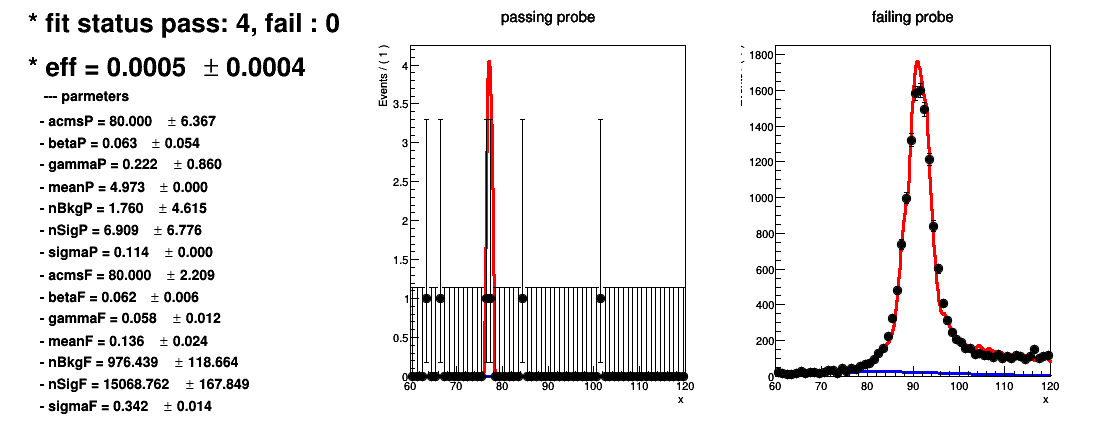 * fit status pass: 4, fail : 0
* eff = 0.0005 ± 0.0004
--- parmeters
- acmsP = 80.000 ± 6.367
- betaP = 0.063 ± 0.054
- gammaP = 0.222 ± 0.860
- meanP = 4.973 ± 0.000
- nBkgP = 1.760 ± 4.615
- nSigP = 6.909 ± 6.776
- sigmaP = 0.114 ± 0.000
- acmsF = 80.000 ± 2.209
- betaF = 0.062 ± 0.006
- gammaF = 0.058 ± 0.012
- meanF = 0.136 ± 0.024
- nBkgF = 976.439 ± 118.664
- nSigF = 15068.762 ± 167.849
- sigmaF = 0.342 ± 0.014
passing probe
Events / ( 1 )
4
3.5
3
2.5
2
1.5
1
0.5
0
60 70 80 90 100 110 120
x
failing probe
1800
1600
1400
1200
1000
800
600
400
200
0
60 70 80 90 100 110 120
x